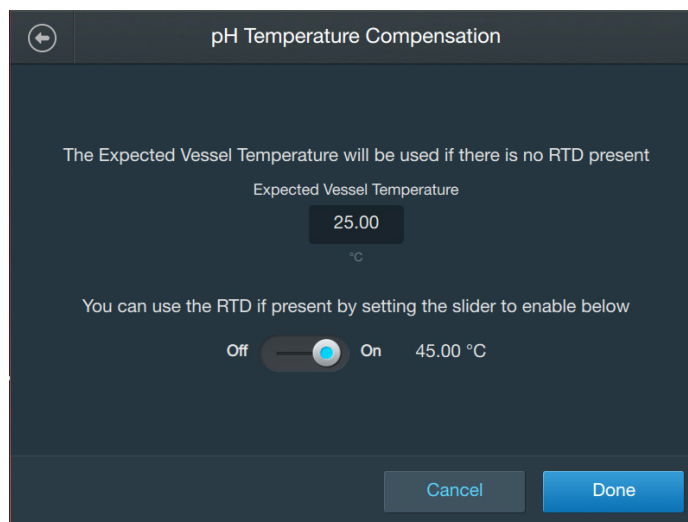 pH Temperature Compensation
The Expected Vessel Temperature will be used if there is no RTD present
Expected Vessel Temperature
25.00
°C
You can use the RTD if present by setting the slider to enable below
Off On 45.00 °C
Cancel Done